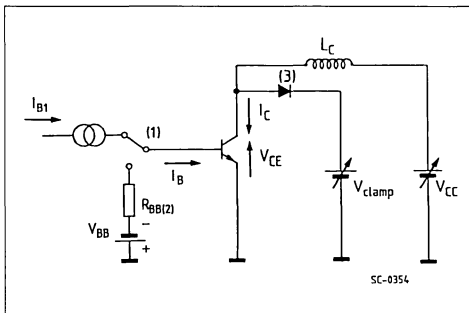 L_C
(3)
I_B1
(1)
I_C
I_B
V_CE
V_clamp
V_CC
R_BB(2)
V_BB
-
+
SC-0354